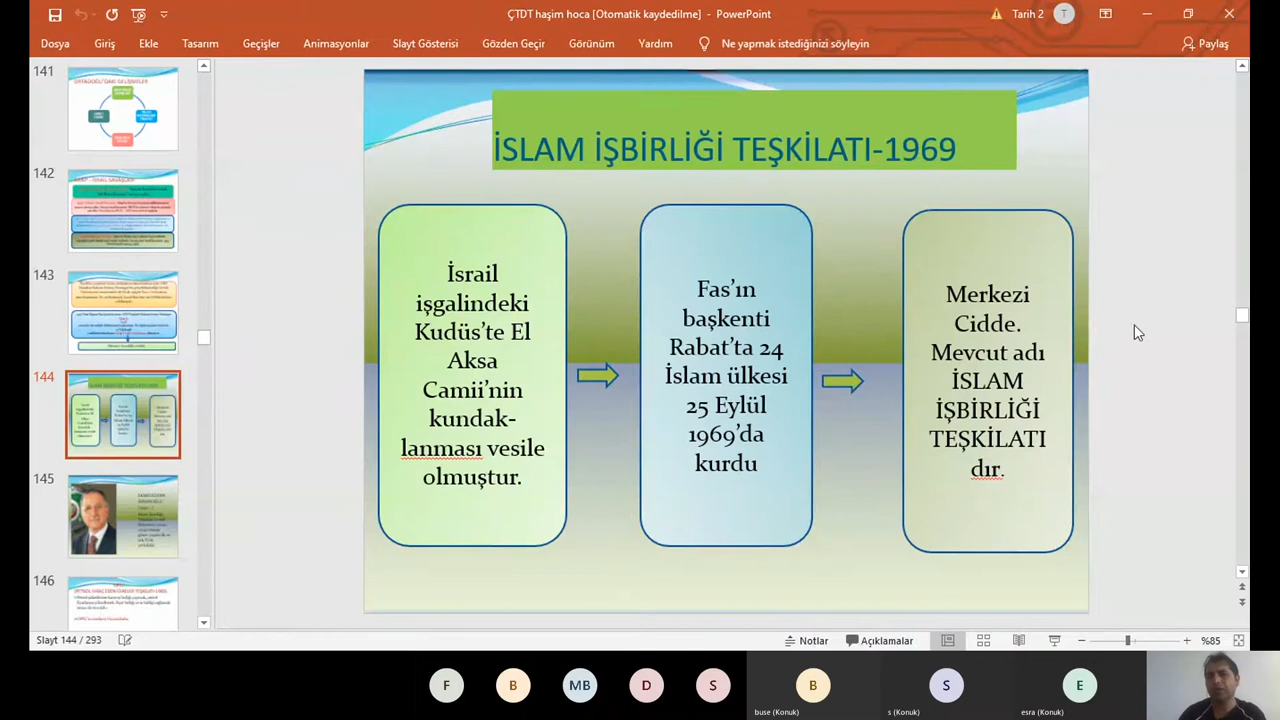 ÇTDT haşim hoca [Otomatik kaydedilme] - PowerPoint
Tarih 2
T
Dosya
Giriş
Ekle
Tasarım
Geçişler
Animasyonlar
Slayt Gösterisi
Gözden Geçir
Görünüm
Yardım
Ne yapmak istediğinizi söyleyin
Paylaş
141
142
143
144
145
146
İSLAM İŞBİRLİĞİ TEŞKİLATI-1969
İsrail
işgalindeki
Kudüs’te El
Aksa
Camii’nin
kundak-
lanması vesile
olmuştur.
Fas’ın
başkenti
Rabat’ta 24
İslam ülkesi
25 Eylül
1969’da
kurdu
Merkezi
Cidde.
Mevcut adı
İSLAM
İŞBİRLİĞİ
TEŞKİLATI
dır.
Slayt 144 / 293
Notlar
Açıklamalar
%85
F
B
MB
D
S
B
S
E
buse (Konuk)
s (Konuk)
esra (Konuk)